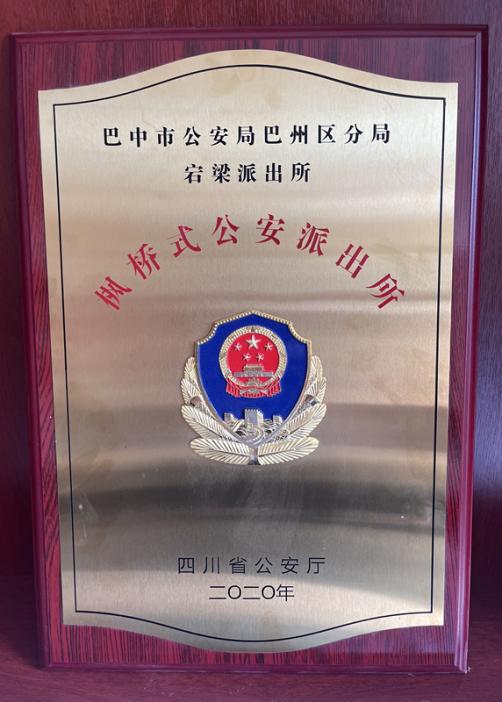 巴中市公安局巴州区分局
宕梁派出所
枫桥式公安派出所
四川省公安厅
二〇二〇年